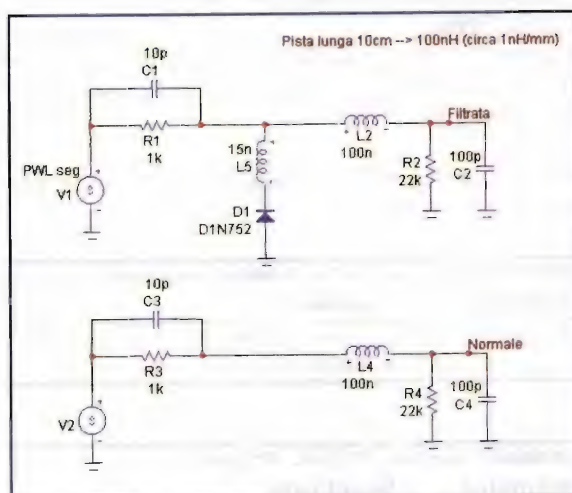 Pista lunga 10cm --> 100nH (circa 1nH/mm)
10p
C1
R1
1k
PWL seg
V1
15n
L5
D1
D1N752
L2
100n
Filtrata
R2
22k
100p
C2
10p
C3
R3
1k
V2
L4
100n
Normale
R4
22k
100p
C4